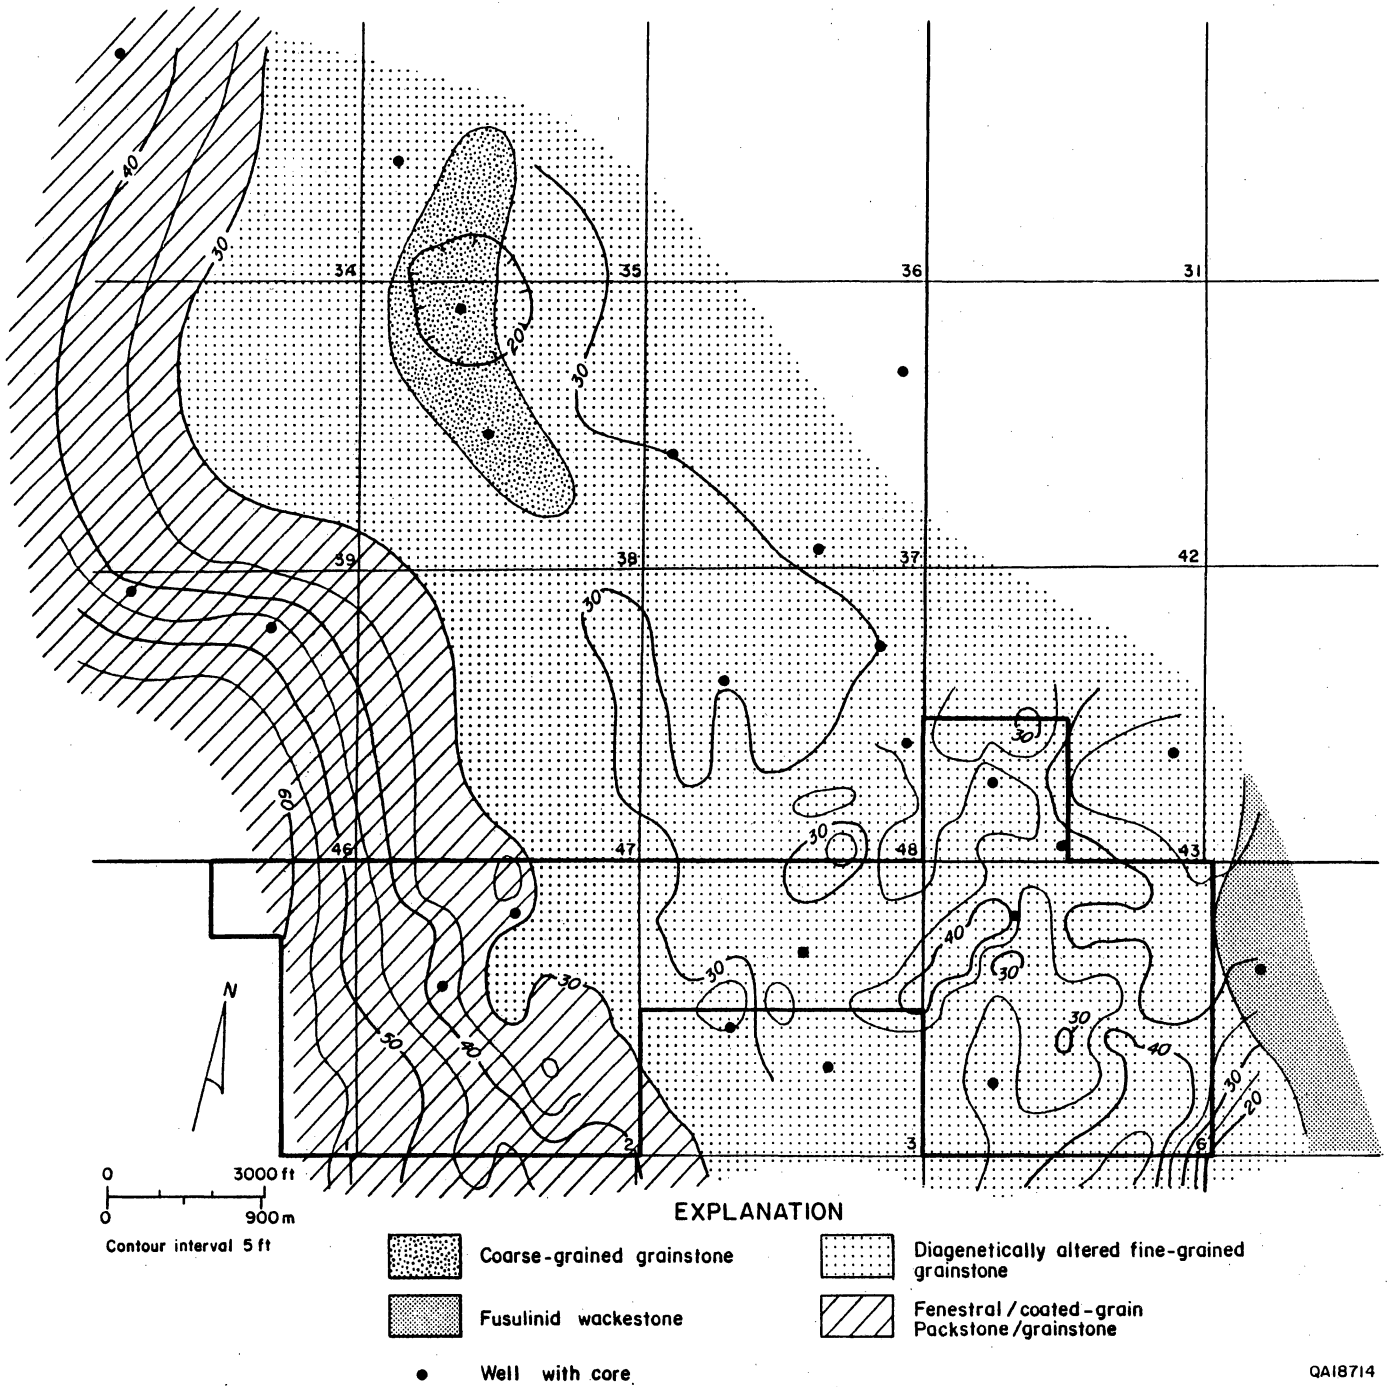 40
30
34
35
36
31
20
30
39
38
37
42
30
30
60
46
47
30
48
43
40
30
30
30
N
50
40
30
40
30
20
1
2
3
6
0 3000 ft
0 900 m
Contour interval 5 ft
EXPLANATION
Coarse-grained grainstone
Diagenetically altered fine-grained
grainstone
Fusulinid wackestone
Fenestral/coated-grain
Packstone/grainstone
Well with core
QA18714